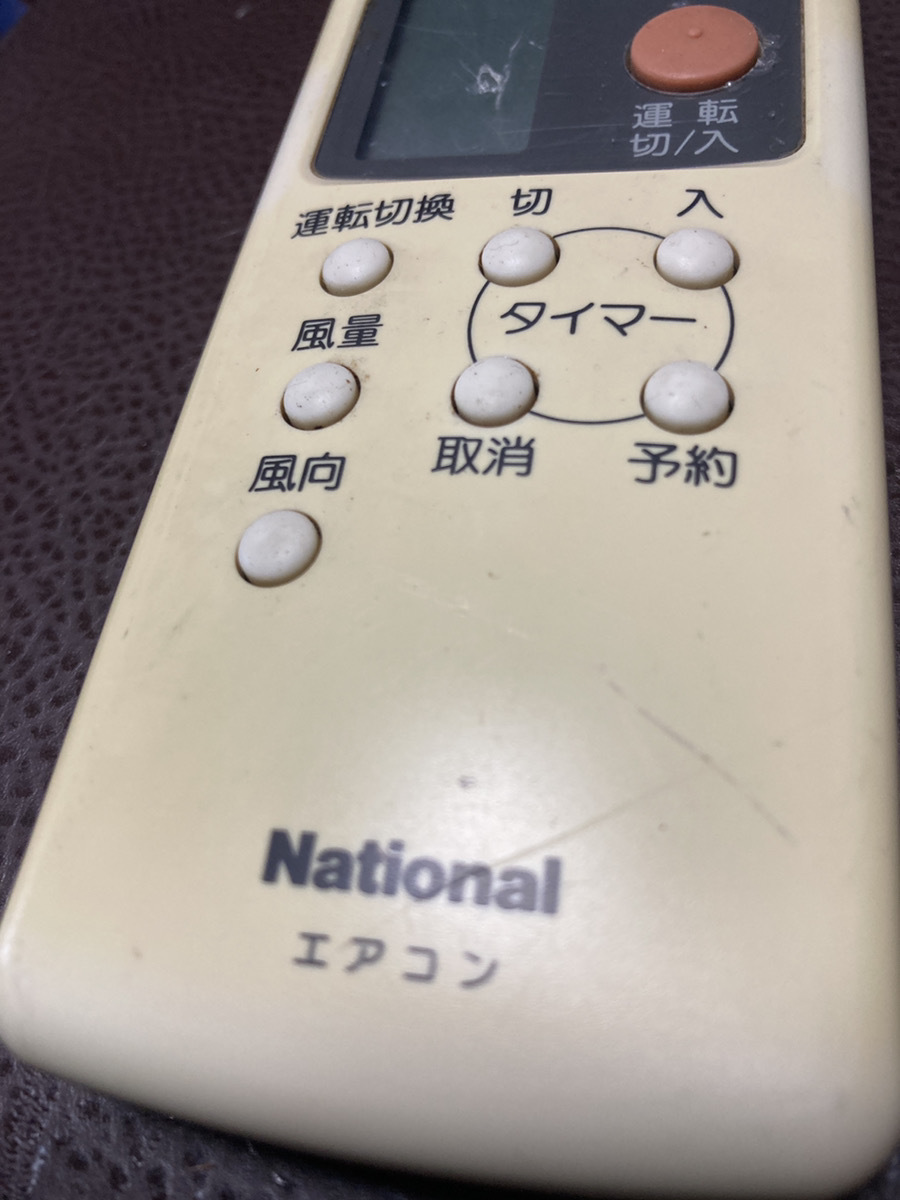 運転
切/入
運転切換
切
入
タイマー
風量
風向
取消
予約
National
エアコン